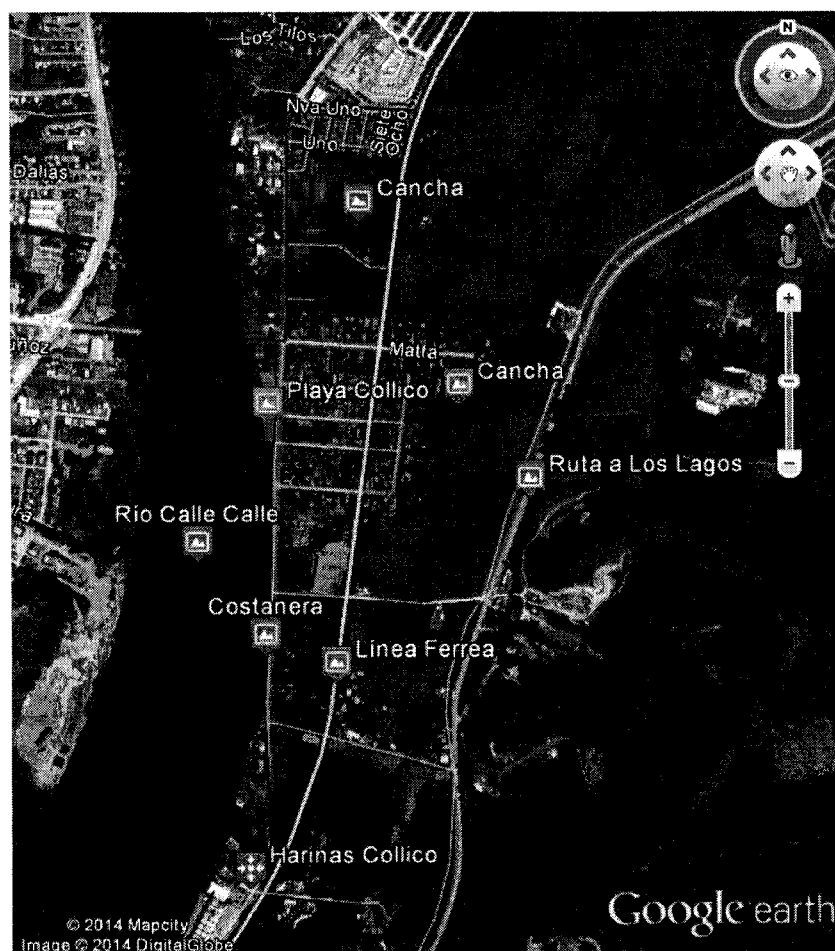 Los Tilos
N
Nva Uno
Siete
Ocho
Uno
Dalias
Cancha
+
Matta
Cancha
Playa Collico
Ruta a Los Lagos
Rio Calle Calle
Costanera
Linea Ferrea
Harinas Collico
Google earth
© 2014 Mapcity
Image © 2014 DigitalGlobe